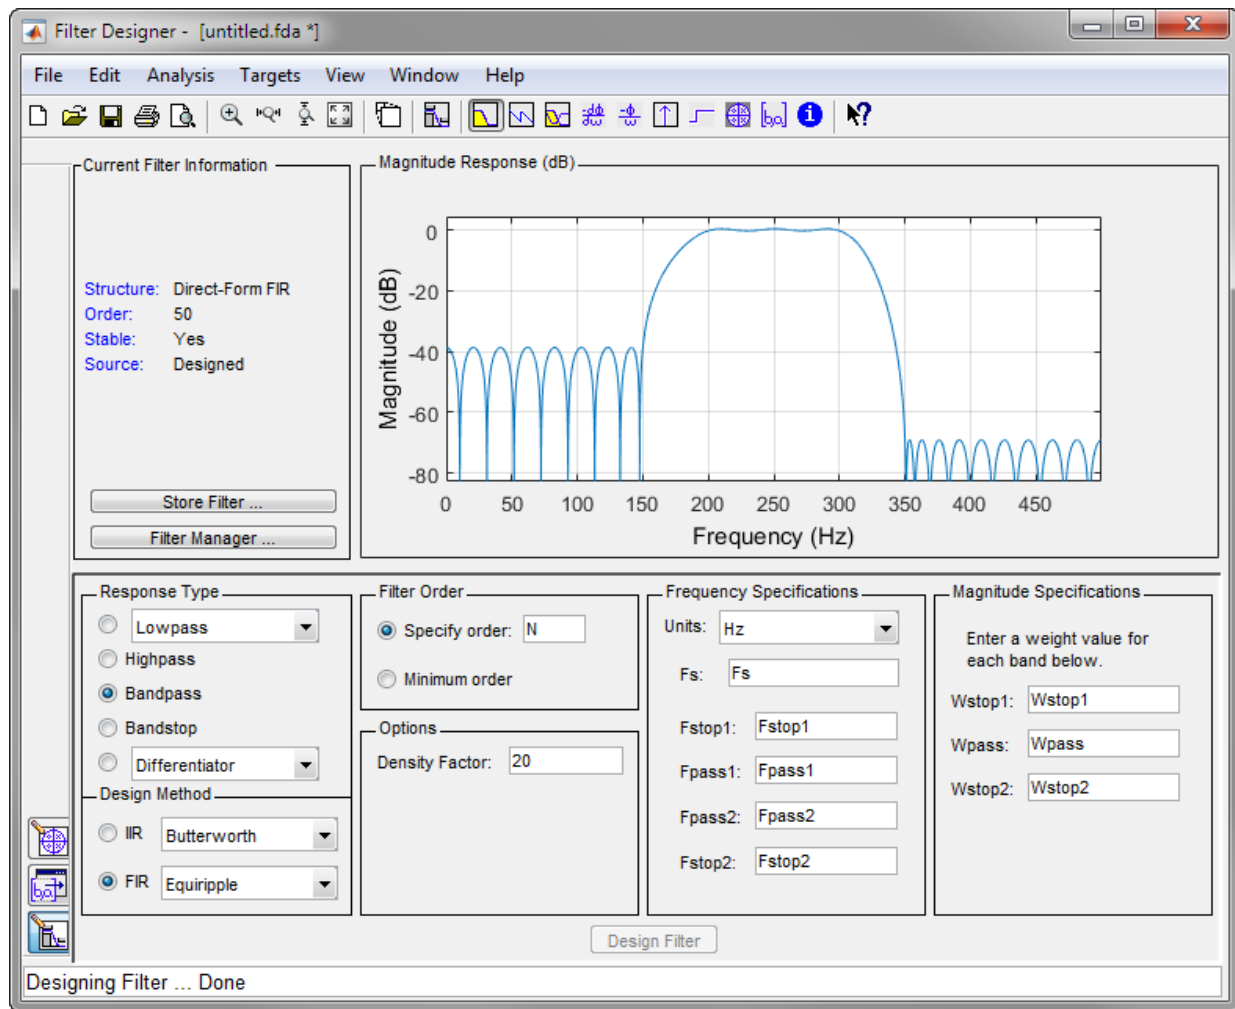 Filter Designer - [untitled.fda *]
File Edit Analysis Targets View Window Help
Current Filter Information
Structure: Direct-Form FIR
Order: 50
Stable: Yes
Source: Designed
Store Filter ...
Filter Manager ...
Magnitude Response (dB)
Magnitude (dB)
0
-20
-40
-60
-80
0 50 100 150 200 250 300 350 400 450
Frequency (Hz)
Response Type
Lowpass
Highpass
Bandpass
Bandstop
Differentiator
Design Method
IIR Butterworth
FIR Equiripple
Filter Order
Specify order: N
Minimum order
Options
Density Factor: 20
Frequency Specifications
Units: Hz
Fs: Fs
Fstop1: Fstop1
Fpass1: Fpass1
Fpass2: Fpass2
Fstop2: Fstop2
Magnitude Specifications
Enter a weight value for
each band below.
Wstop1: Wstop1
Wpass: Wpass
Wstop2: Wstop2
Design Filter
Designing Filter ... Done